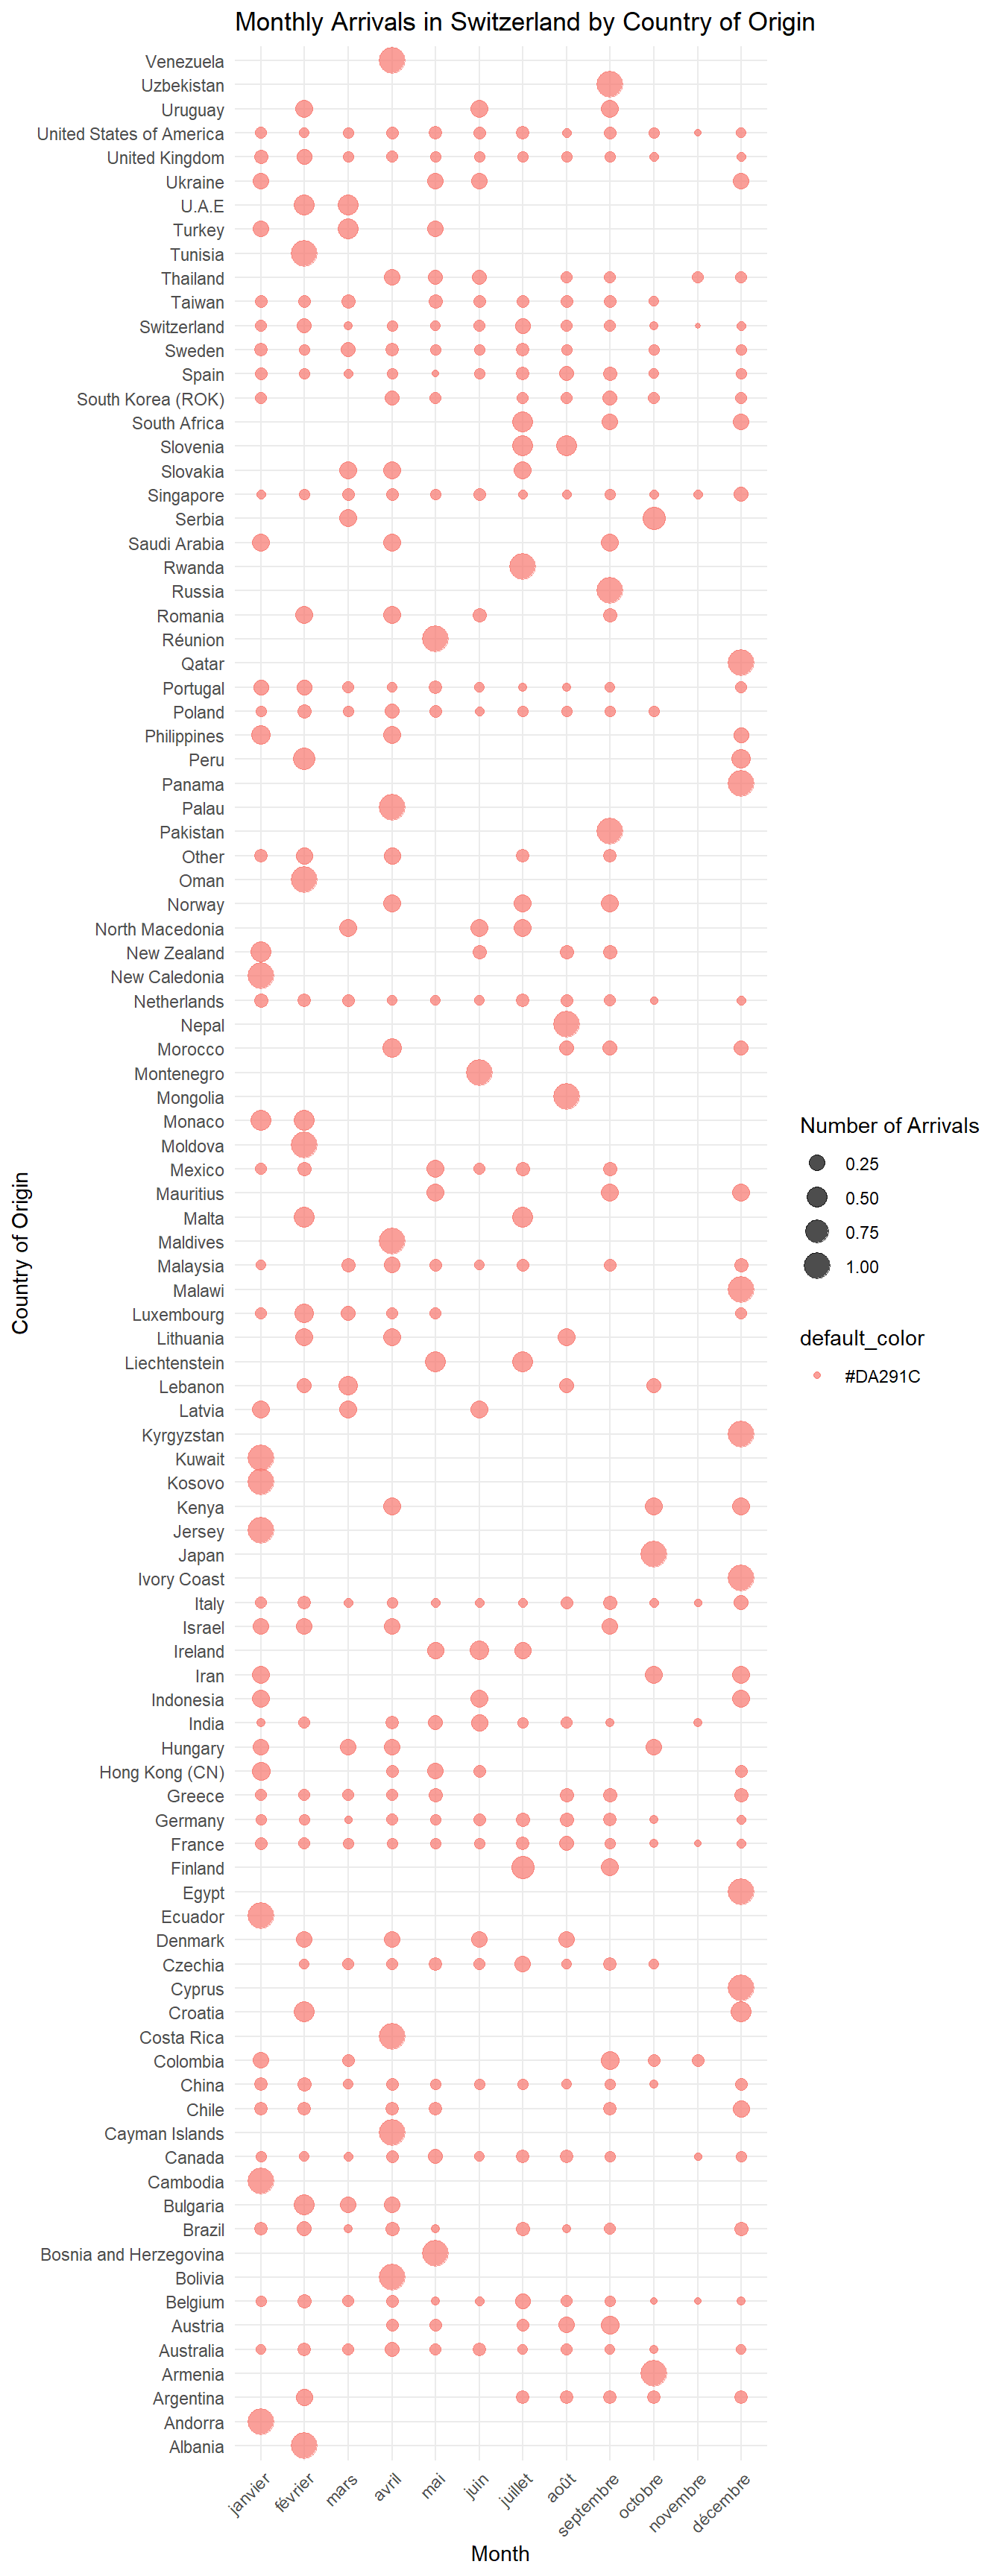 Monthly Arrivals in Switzerland by Country of Origin
Venezuela
Uzbekistan
Uruguay
United States of America
United Kingdom
Ukraine
U.A.E
Turkey
Tunisia
Thailand
Taiwan
Switzerland
Sweden
Spain
South Korea (ROK)
South Africa
Slovenia
Slovakia
Singapore
Serbia
Saudi Arabia
Rwanda
Russia
Romania
Réunion
Qatar
Portugal
Poland
Philippines
Peru
Panama
Palau
Pakistan
Other
Oman
Norway
North Macedonia
New Zealand
New Caledonia
Netherlands
Nepal
Morocco
Montenegro
Mongolia
Monaco
Moldova
Mexico
Mauritius
Malta
Maldives
Malaysia
Malawi
Luxembourg
Lithuania
Liechtenstein
Lebanon
Latvia
Kyrgyzstan
Kuwait
Kosovo
Kenya
Jersey
Japan
Ivory Coast
Italy
Israel
Ireland
Iran
Indonesia
India
Hungary
Hong Kong (CN)
Greece
Germany
France
Finland
Egypt
Ecuador
Denmark
Czechia
Cyprus
Croatia
Costa Rica
Colombia
China
Chile
Cayman Islands
Canada
Cambodia
Bulgaria
Brazil
Bosnia and Herzegovina
Bolivia
Belgium
Austria
Australia
Armenia
Argentina
Andorra
Albania
Country of Origin
janvier
février
mars
avril
mai
juin
juillet
août
septembre
octobre
novembre
décembre
Month
Number of Arrivals
0.25
0.50
0.75
1.00
default_color
#DA291C